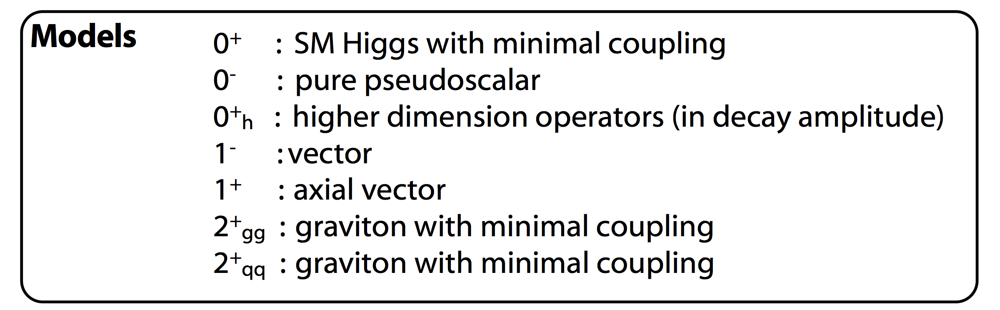 Models
0⁺ : SM Higgs with minimal coupling
0⁻ : pure pseudoscalar
0⁺ₕ : higher dimension operators (in decay amplitude)
1⁻ : vector
1⁺ : axial vector
2⁺gg : graviton with minimal coupling
2⁺qq : graviton with minimal coupling